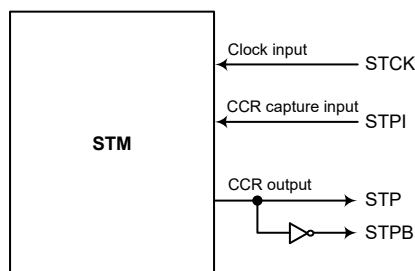 Clock input
STCK
CCR capture input
STPI
STM
CCR output
STP
STPB